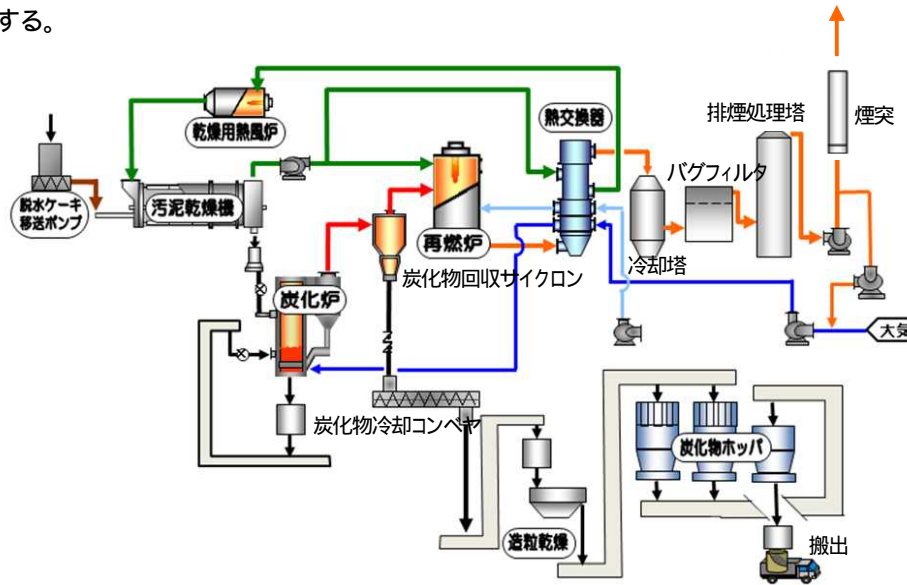 する。
乾燥用熱風炉
熱交換器
排煙処理塔
煙突
脱水ケーキ
移送ポンプ
汚泥乾燥機
バグフィルタ
再燃炉
冷却塔
炭化炉
炭化物回収サイクロン
大気
炭化物冷却コンベヤ
炭化物ホッパ
造粒乾燥
搬出